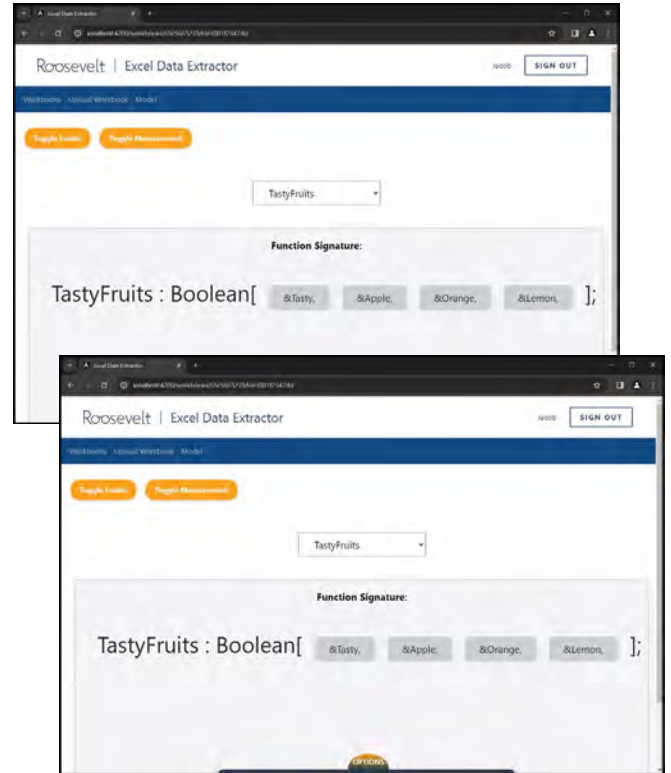 Excel Data Extractor
Roosevelt | Excel Data Extractor
SIGN OUT
Workbooks Upload Workbook Model
Toggle Measurement
TastyFruits
Function Signature:
TastyFruits : Boolean[ &Tasty, &Apple, &Orange, &Lemon, ];
Excel Data Extractor
Roosevelt | Excel Data Extractor
SIGN OUT
Workbooks Upload Workbook Model
Toggle Measurement
TastyFruits
Function Signature:
TastyFruits : Boolean[ &Tasty, &Apple, &Orange, &Lemon, ];
OPTIONS